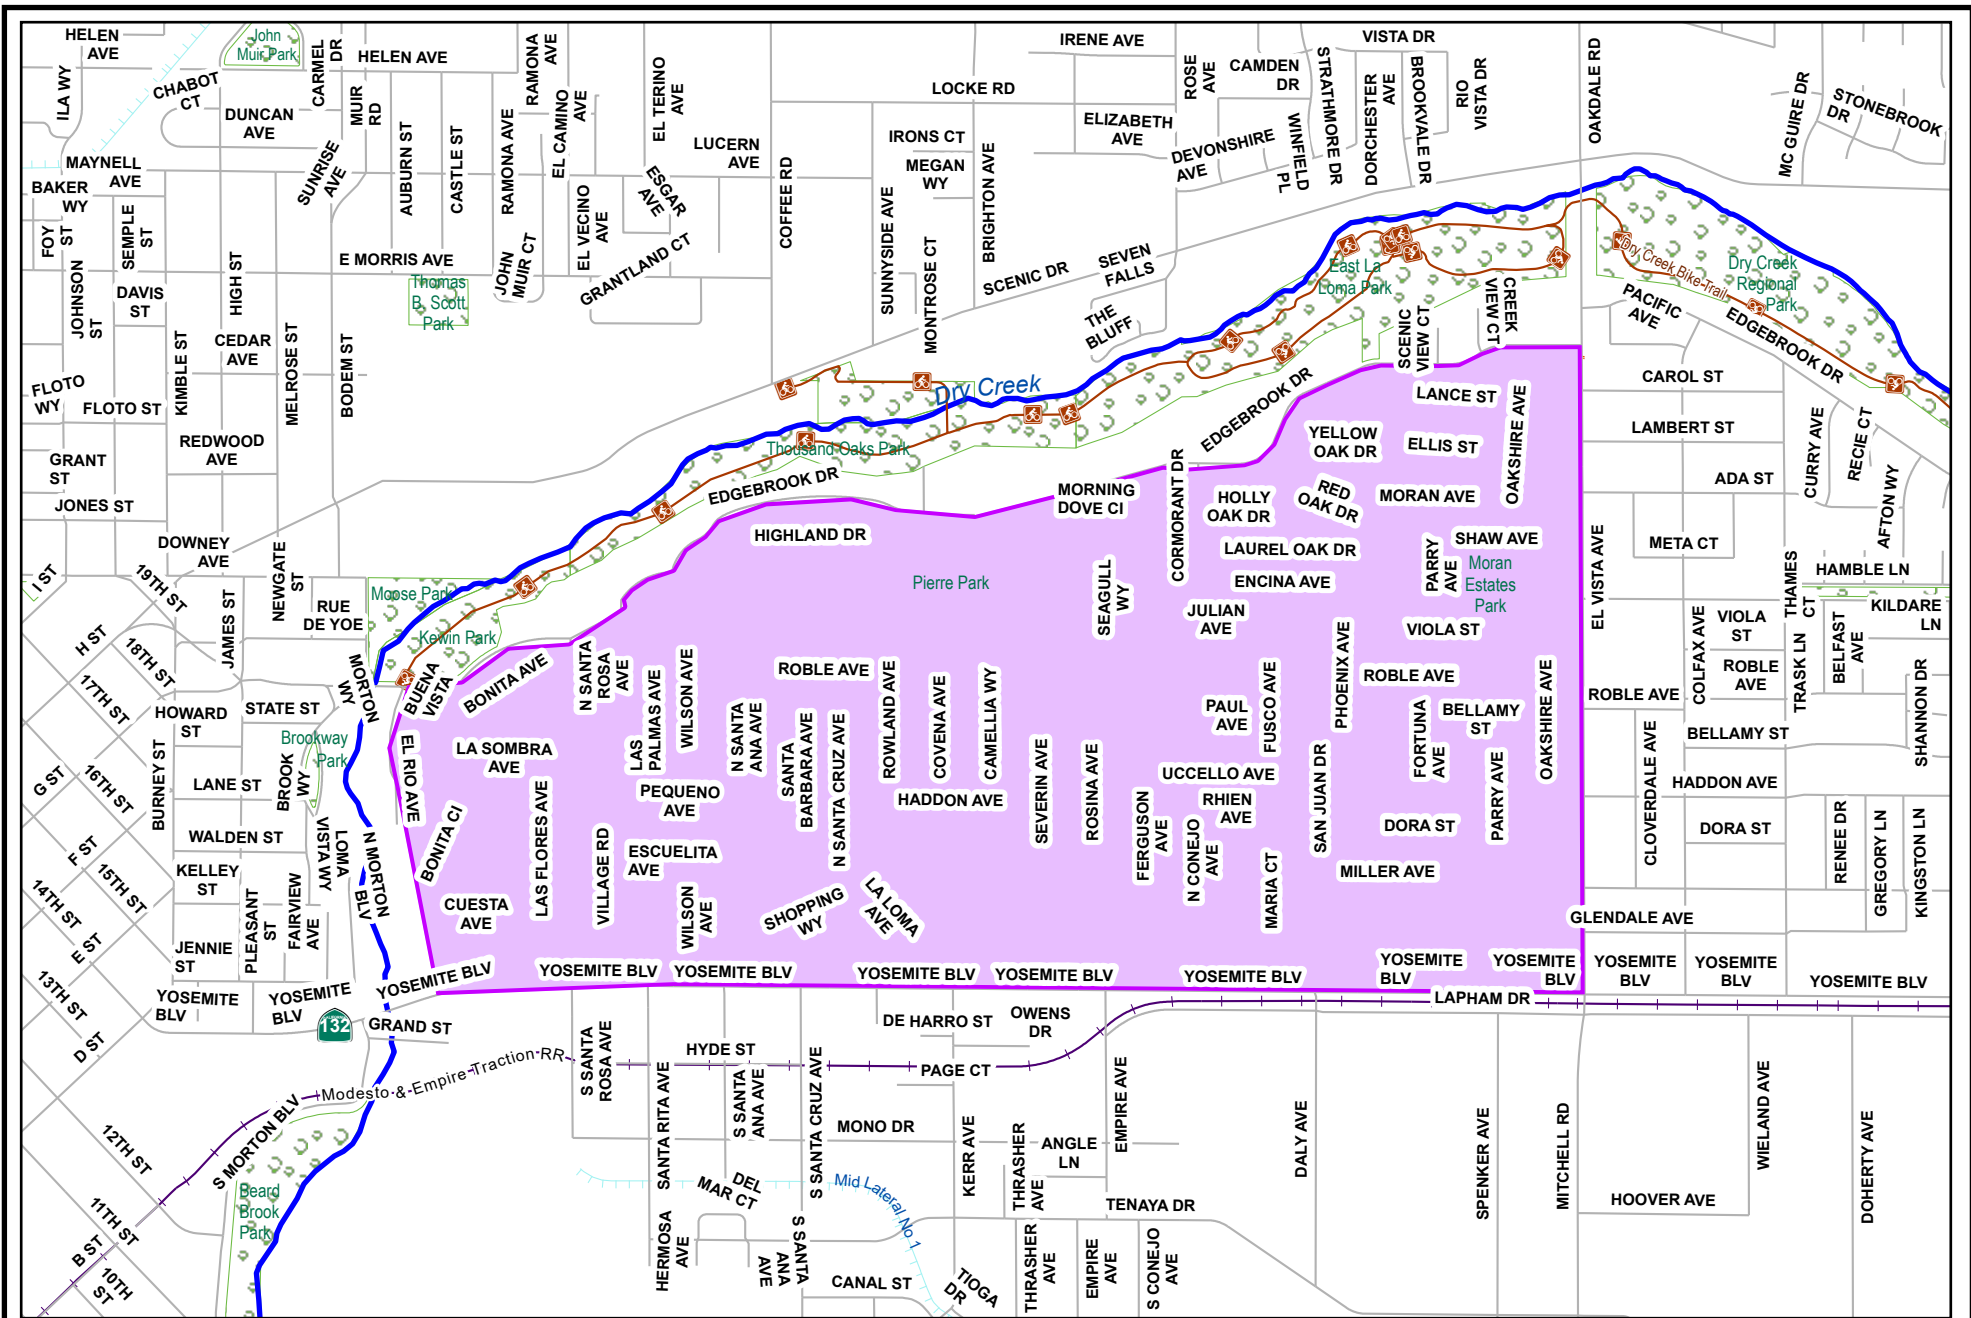 HELEN
AVE
John
Muir Park
CARMEL
DR
HELEN AVE
RAMONA
AVE
IRENE AVE
VISTA DR
OAKDALE RD
ILA WY
CHABOT
CT
DUNCAN
AVE
MUIR
RD
EL CAMINO
AVE
EL TERINO
AVE
LOCKE RD
ROSE
AVE
CAMDEN
DR
STRATHMORE DR
DORCHESTER
AVE
BROOKVALE DR
RIO
VISTA DR
MC GUIRE DR
STONEBROOK
DR
MAYNELL
AVE
BAKER
WY
SUNRISE
AVE
AUBURN ST
CASTLE ST
RAMONA AVE
LUCERN
AVE
IRONS CT
MEGAN
WY
ELIZABETH
AVE
DEVONSHIRE
AVE
WINFIELD
PL
FOY
ST
SEMPLE
ST
JOHNSON
ST
HIGH ST
E MORRIS AVE
JOHN
MUIR CT
EL VECINO
AVE
ESGAR
AVE
GRANTLAND CT
COFFEE RD
SUNNYSIDE AVE
BRIGHTON AVE
MONTROSE CT
SCENIC DR
SEVEN
FALLS
THE
BLUFF
East La
Loma Park
Dry Creek Bike Trail
Dry Creek
Regional
Park
DAVIS
ST
Thomas
B. Scott
Park
CEDAR
AVE
KIMBLE ST
MELROSE ST
BODEM ST
SCENIC
VIEW CT
CREEK
VIEW CT
PACIFIC
AVE
EDGEBROOK DR
FLOTO
WY
FLOTO ST
REDWOOD
AVE
Dry Creek
Thousand Oaks Park
EDGEBROOK DR
EDGEBROOK DR
LANCE ST
OAKSHIRE AVE
CAROL ST
LAMBERT ST
CURRY AVE
RECIE CT
GRANT
ST
JONES ST
YELLOW
OAK DR
ELLIS ST
ADA ST
AFTON WY
MORNING
DOVE CI
CORMORANT DR
HOLLY
OAK DR
RED
OAK DR
MORAN AVE
HIGHLAND DR
LAUREL OAK DR
SHAW AVE
EL VISTA AVE
META CT
DOWNEY
AVE
NEWGATE
ST
I ST
19TH ST
JAMES ST
RUE
DE YOE
Moose Park
Kewin Park
Pierre Park
SEAGULL
WY
ENCINA AVE
PARRY
AVE
Moran
Estates
Park
THAMES
CT
HAMBLE LN
KILDARE
LN
JULIAN
AVE
VIOLA ST
COLFAX AVE
VIOLA
ST
BELFAST
AVE
H ST
18TH ST
17TH ST
MORTON
WY
BUENA
VISTA
BONITA AVE
N SANTA
ROSA
AVE
LAS
PALMAS AVE
WILSON AVE
ROBLE AVE
ROWLAND AVE
COVENA AVE
CAMELLIA WY
FUSCO AVE
PHOENIX AVE
ROBLE AVE
OAKSHIRE AVE
ROBLE AVE
ROBLE
AVE
TRASK LN
SHANNON DR
HOWARD
ST
STATE ST
Brookway
Park
N SANTA
ANA AVE
SANTA
BARBARA AVE
N SANTA CRUZ AVE
PAUL
AVE
FORTUNA
AVE
BELLAMY
ST
BELLAMY ST
G ST
16TH ST
BURNEY ST
LANE ST
BROOK
WY
EL RIO AVE
LA SOMBRA
AVE
PEQUENO
AVE
HADDON AVE
SEVERIN AVE
ROSINA AVE
UCCELLO AVE
RHIEN
AVE
SAN JUAN DR
PARRY AVE
CLOVERDALE AVE
HADDON AVE
WALDEN ST
LOMA
VISTA WY
N MORTON
BLV
BONITA CI
LAS FLORES AVE
VILLAGE RD
ESCUELITA
AVE
FERGUSON
AVE
N CONEJO
AVE
DORA ST
DORA ST
RENEE DR
GREGORY LN
KINGSTON LN
F ST
15TH ST
14TH ST
KELLEY
ST
PLEASANT
ST
FAIRVIEW
AVE
CUESTA
AVE
WILSON
AVE
SHOPPING
WY
LA LOMA
AVE
MARIA CT
MILLER AVE
GLENDALE AVE
E ST
JENNIE
ST
13TH ST
YOSEMITE
BLV
YOSEMITE
BLV
YOSEMITE BLV
YOSEMITE BLV
YOSEMITE BLV
YOSEMITE BLV
YOSEMITE BLV
YOSEMITE BLV
YOSEMITE
BLV
YOSEMITE
BLV
YOSEMITE
BLV
YOSEMITE
BLV
YOSEMITE BLV
LAPHAM DR
D ST
132
GRAND ST
DE HARRO ST
OWENS
DR
Modesto & Empire Traction RR
S SANTA
ROSA AVE
HYDE ST
PAGE CT
SANTA RITA AVE
S SANTA
ANA AVE
S SANTA CRUZ AVE
MONO DR
KERR AVE
THRASHER
AVE
ANGLE
LN
EMPIRE AVE
DALY AVE
SPENKER AVE
MITCHELL RD
WIELAND AVE
DOHERTY AVE
12TH ST
S MORTON BLV
Beard
Brook
Park
11TH ST
B ST
10TH
ST
DEL
MAR CT
Mid Lateral No 1
TENAYA DR
HOOVER AVE
HERMOSA
AVE
S SANTA
ANA
AVE
CANAL ST
TIOGA
DR
THRASHER
AVE
EMPIRE
AVE
S CONEJO
AVE